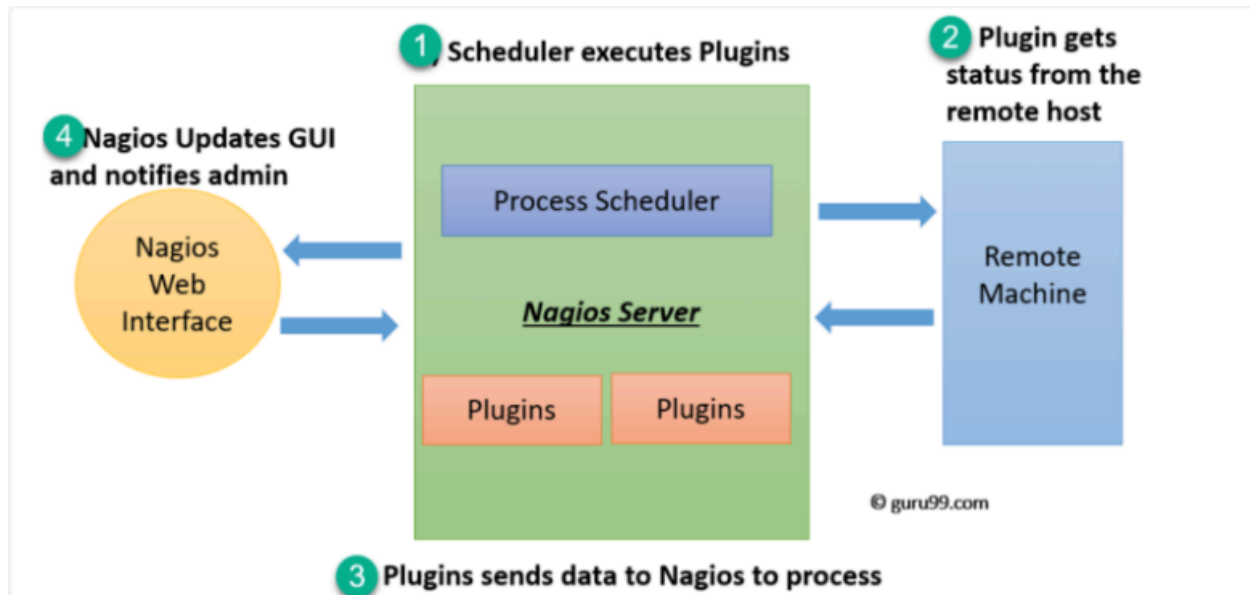 1 Scheduler executes Plugins
2 Plugin gets
status from the
remote host
4 Nagios Updates GUI
and notifies admin
Process Scheduler
Nagios
Web
Interface
Nagios Server
Remote
Machine
Plugins
Plugins
© guru99.com
3 Plugins sends data to Nagios to process